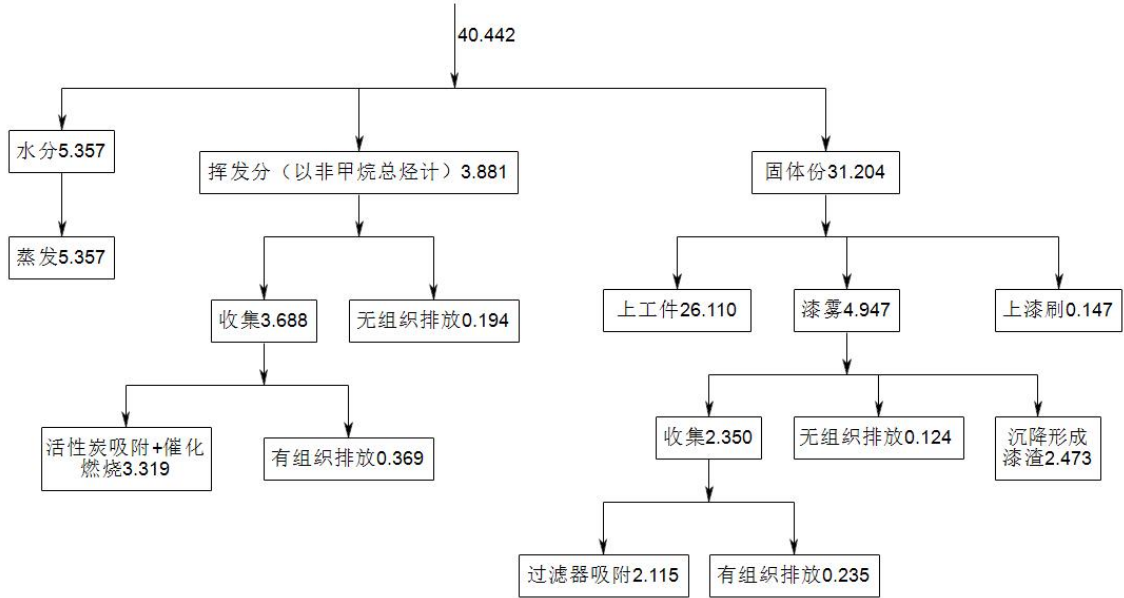 40.442
水分5.357
挥发分（以非甲烷总烃计）3.881
固体份31.204
蒸发5.357
收集3.688
无组织排放0.194
上工件26.110
漆雾4.947
上漆刷0.147
活性炭吸附+催化
燃烧3.319
有组织排放0.369
收集2.350
无组织排放0.124
沉降形成
漆渣2.473
过滤器吸附2.115
有组织排放0.235